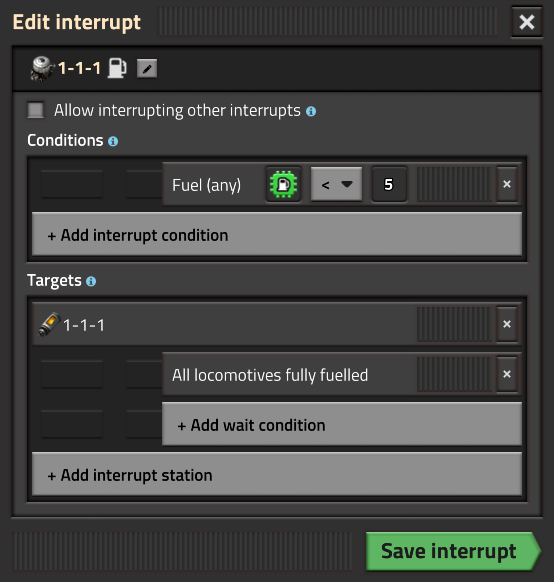 Edit interrupt
1-1-1
Allow interrupting other interrupts
Conditions
Fuel (any) < 5
+ Add interrupt condition
Targets
1-1-1
All locomotives fully fuelled
+ Add wait condition
+ Add interrupt station
Save interrupt